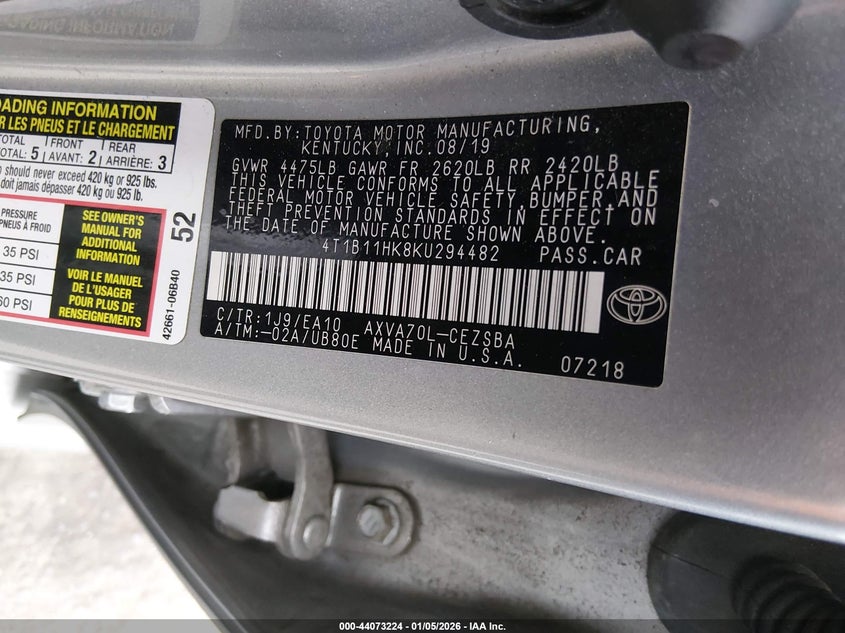 LOADING INFORMATION
R LES PNEUS ET LE CHARGEMENT
TOTAL FRONT REAR
TOTAL: 5 AVANT: 2 ARRIÈRE: 3
should never exceed 420 kg or 925 lbs.
doit jamais dépasser 420 kg ou 925 lb.
PRESSURE
PNEUS À FROID
35 PSI
35 PSI
60 PSI
SEE OWNER'S
MANUAL FOR
ADDITIONAL
INFORMATION
VOIR LE MANUEL
DE L'USAGER
POUR PLUS DE
RENSEIGNEMENTS
52
42661-06B40
MFD.BY:TOYOTA MOTOR MANUFACTURING,
KENTUCKY,INC.08/19
GVWR 4475LB GAWR FR 2620LB RR 2420LB
THIS VEHICLE CONFORMS TO ALL APPLICABLE
FEDERAL MOTOR VEHICLE SAFETY,BUMPER,AND
THEFT PREVENTION STANDARDS IN EFFECT ON
THE DATE OF MANUFACTURE SHOWN ABOVE.
4T1B11HK8KU294482 PASS.CAR
C/TR:1J9/EA10 AXVA70L-CEZSBA
A/TM:-02A/UB80E MADE IN U.S.A.
07218
000-44073224 - 01/05/2026 - IAA Inc.